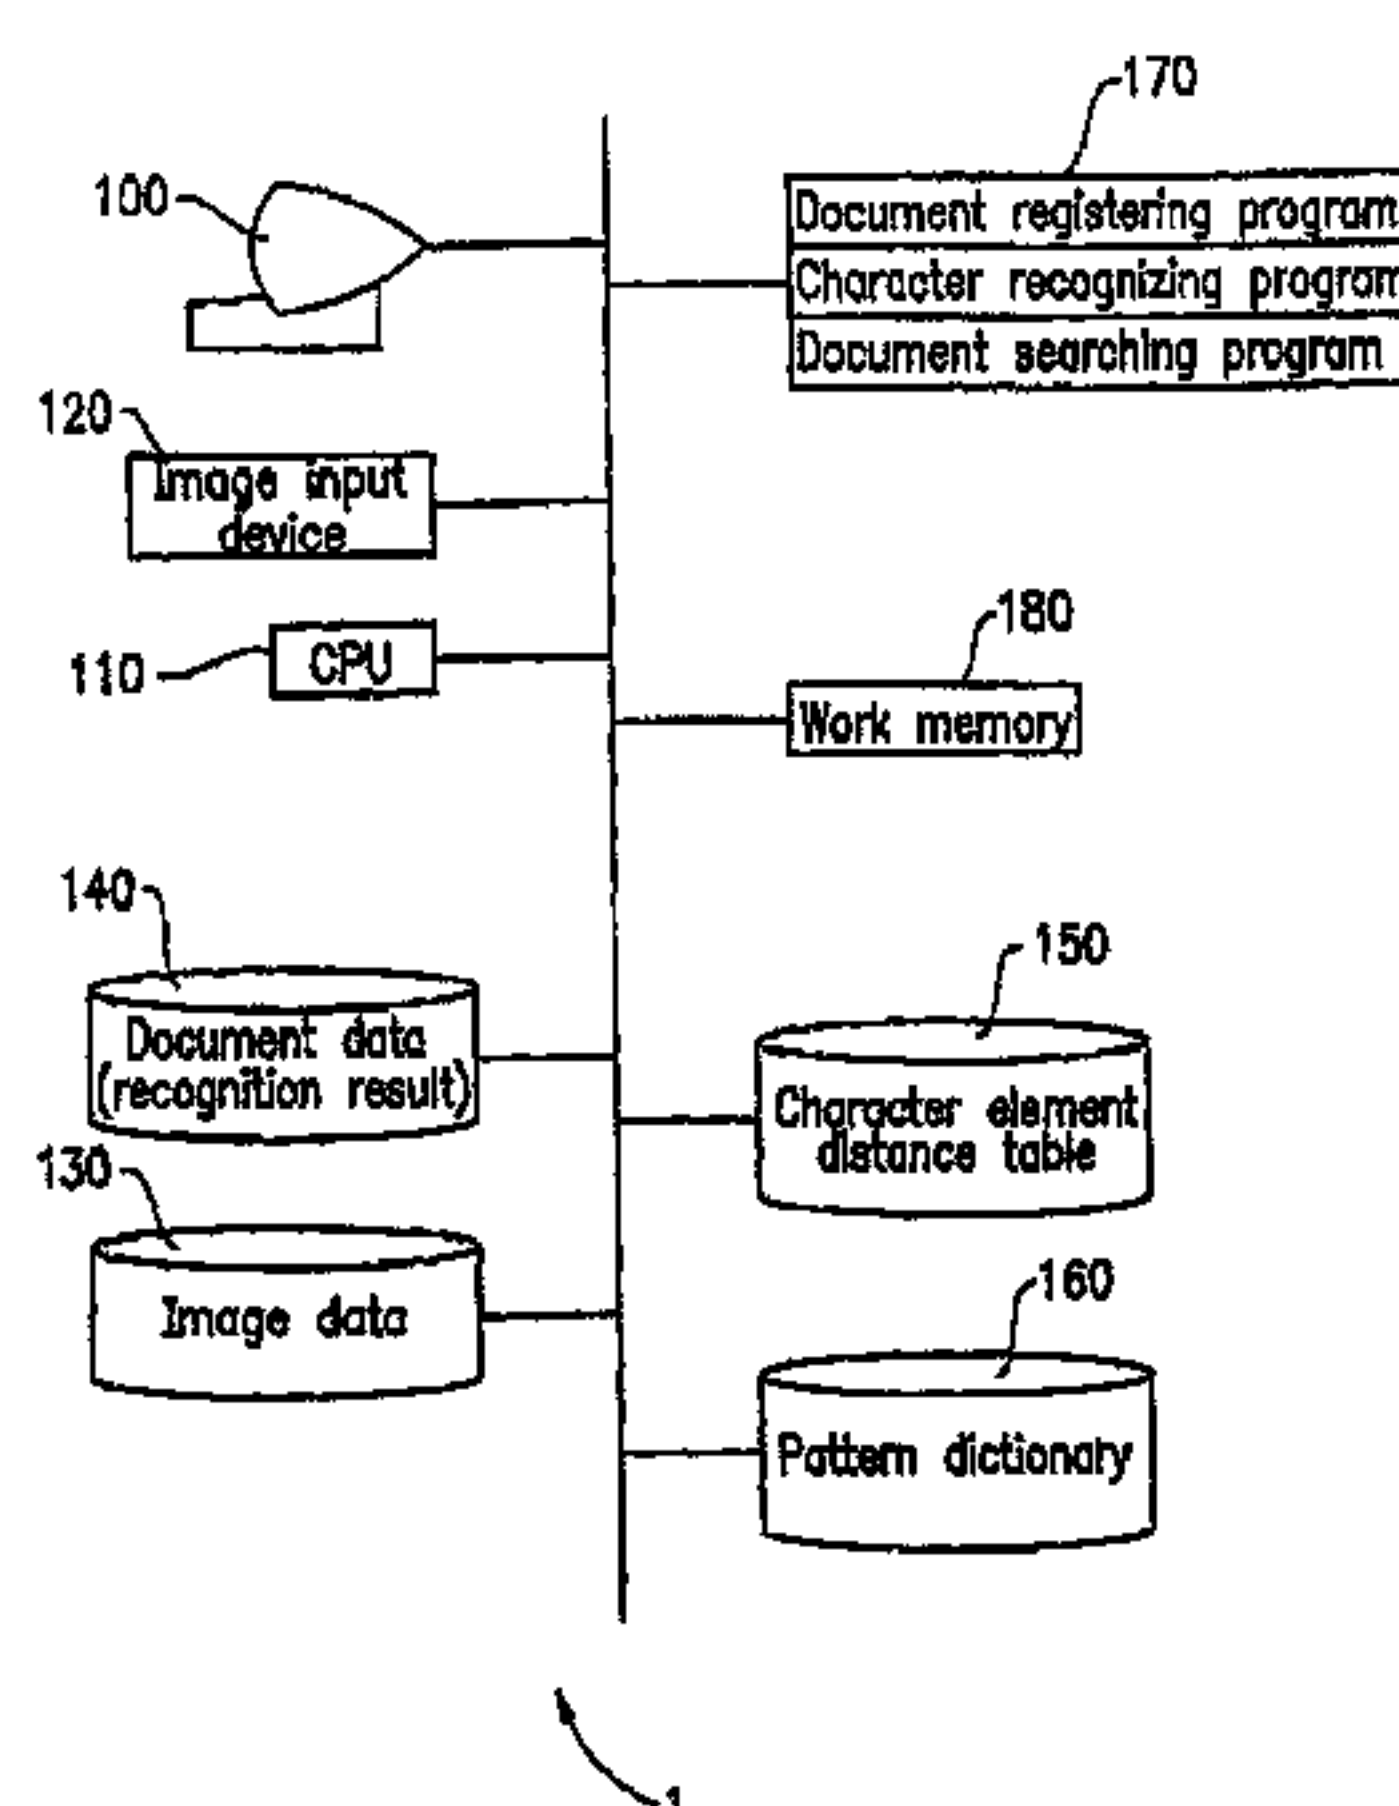 170
100
Document registering program
Character recognizing program
Document searching program
120
Image input
device
180
110
CPU
Work memory
140
150
Document data
(recognition result)
Character element
distance table
130
160
Image data
Pattern dictionary
1